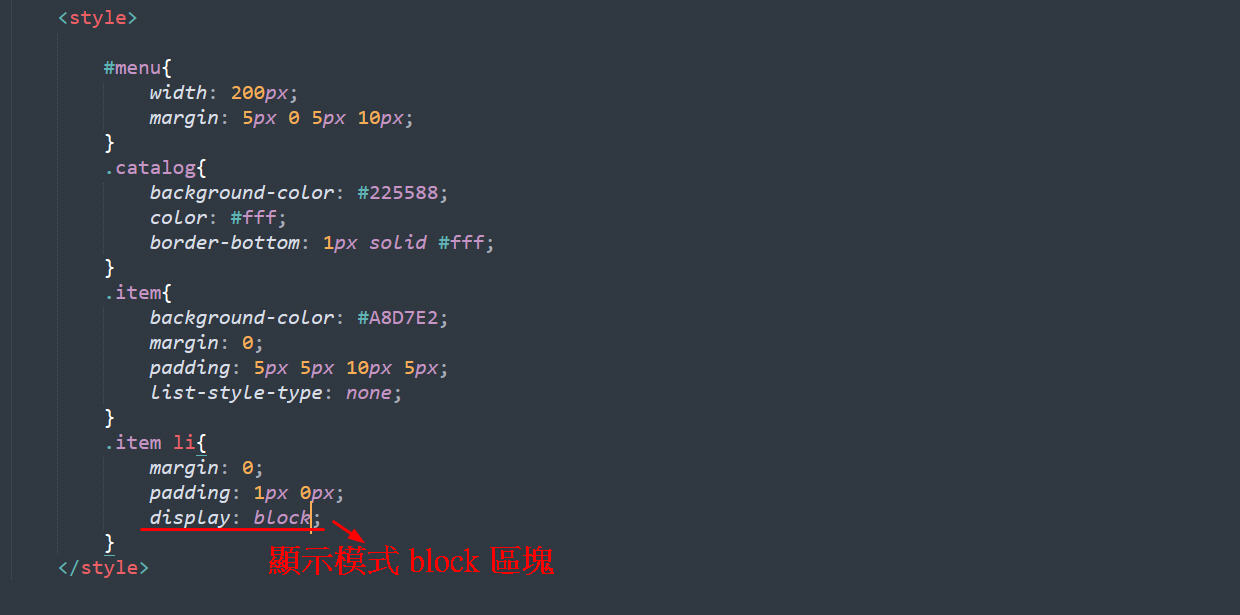 <style>
#menu{
width: 200px;
margin: 5px 0 5px 10px;
}
.catalog{
background-color: #225588;
color: #fff;
border-bottom: 1px solid #fff;
}
.item{
background-color: #A8D7E2;
margin: 0;
padding: 5px 5px 10px 5px;
list-style-type: none;
}
.item li{
margin: 0;
padding: 1px 0px;
display: block;
}
顯示模式 block 區塊
</style>